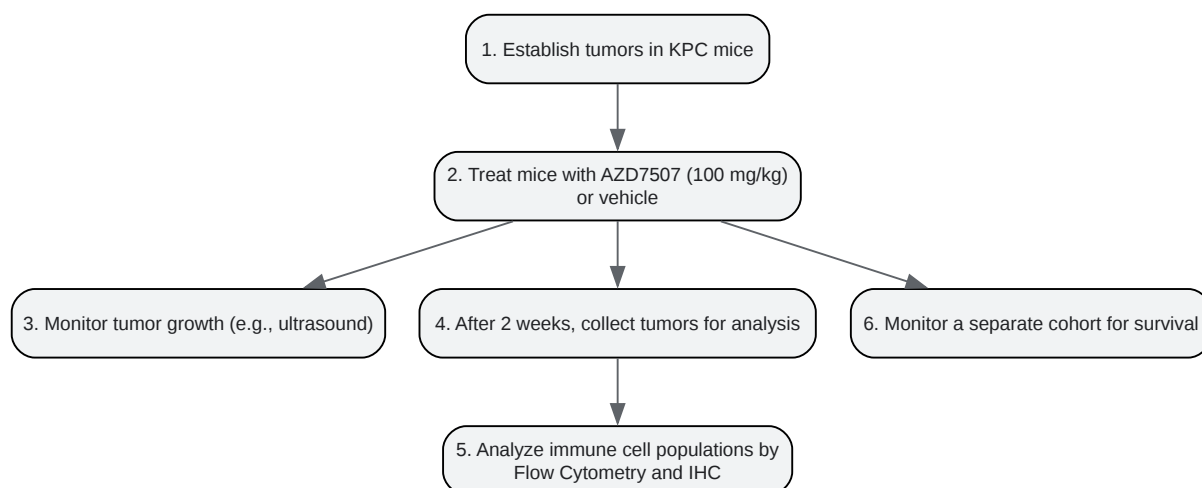 1. Establish tumors in KPC mice
2. Treat mice with AZD7507 (100 mg/kg)
or vehicle
3. Monitor tumor growth (e.g., ultrasound)
4. After 2 weeks, collect tumors for analysis
6. Monitor a separate cohort for survival
5. Analyze immune cell populations by
Flow Cytometry and IHC